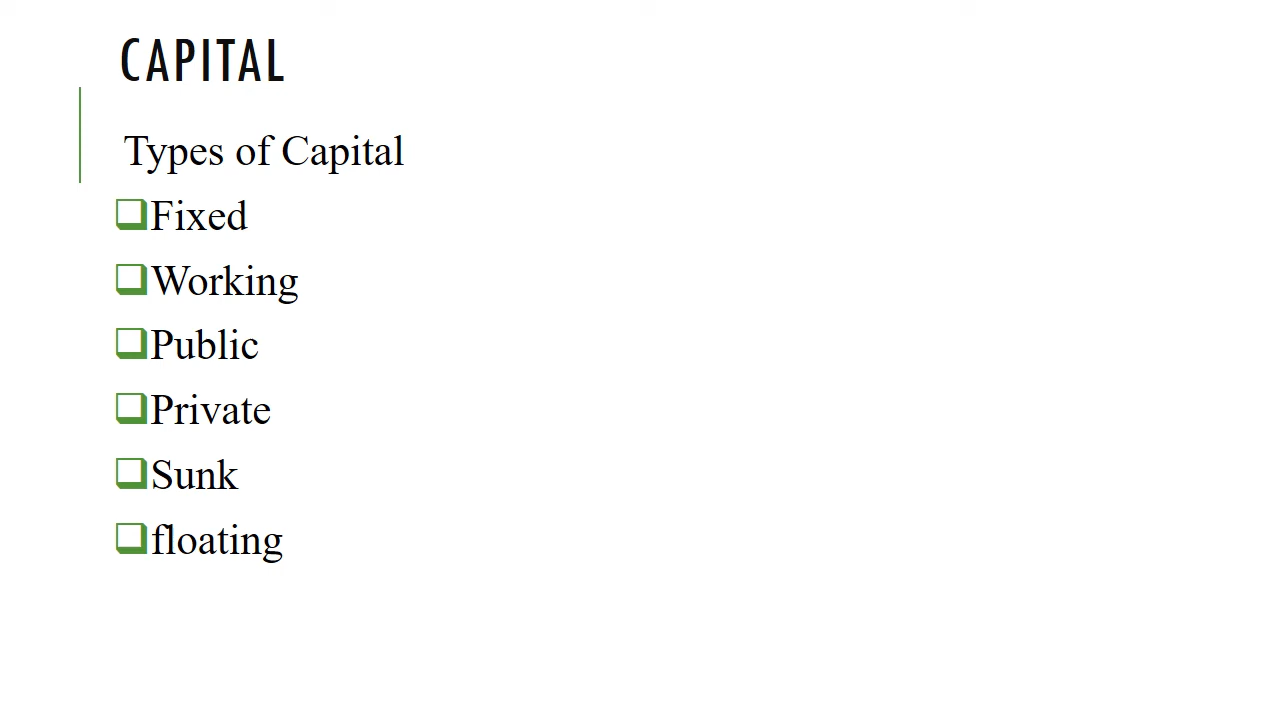 CAPITAL
Types of Capital
Fixed
Working
Public
Private
Sunk
floating